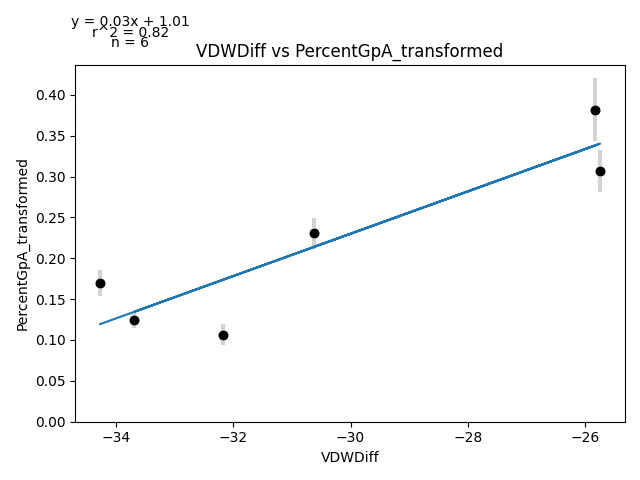 y = 0.03x + 1.01
r^2 = 0.82
n = 6
VDWDiff vs PercentGpA_transformed
0.40
0.35
0.30
0.25
0.20
0.15
0.10
0.05
0.00
PercentGpA_transformed
−34
−32
−30
−28
−26
VDWDiff